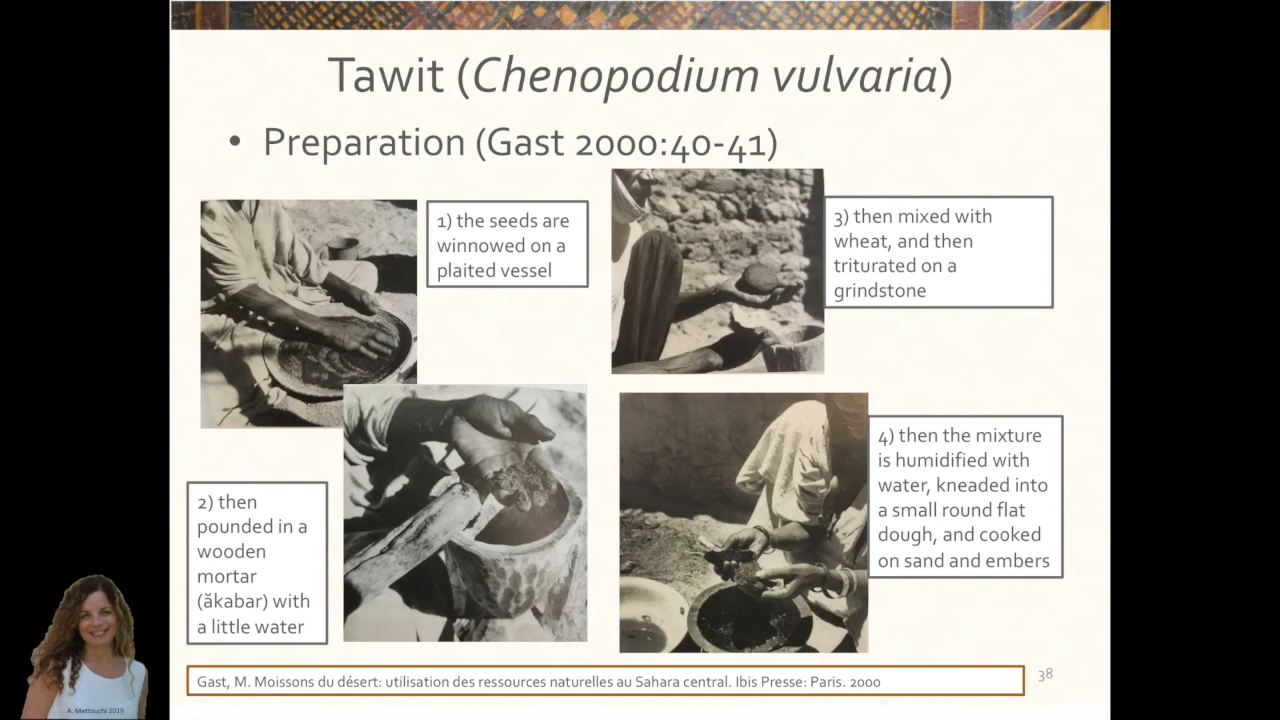 Tawit (Chenopodium vulvaria)
• Preparation (Gast 2000:40-41)
1) the seeds are
winnowed on a
plaited vessel
2) then
pounded in a
wooden
mortar
(ăkabar) with
a little water
3) then mixed with
wheat, and then
triturated on a
grindstone
4) then the mixture
is humidified with
water, kneaded into
a small round flat
dough, and cooked
on sand and embers
Gast, M. Moissons du désert: utilisation des ressources naturelles au Sahara central. Ibis Presse: Paris. 2000
38
A. Mettouchi 2019